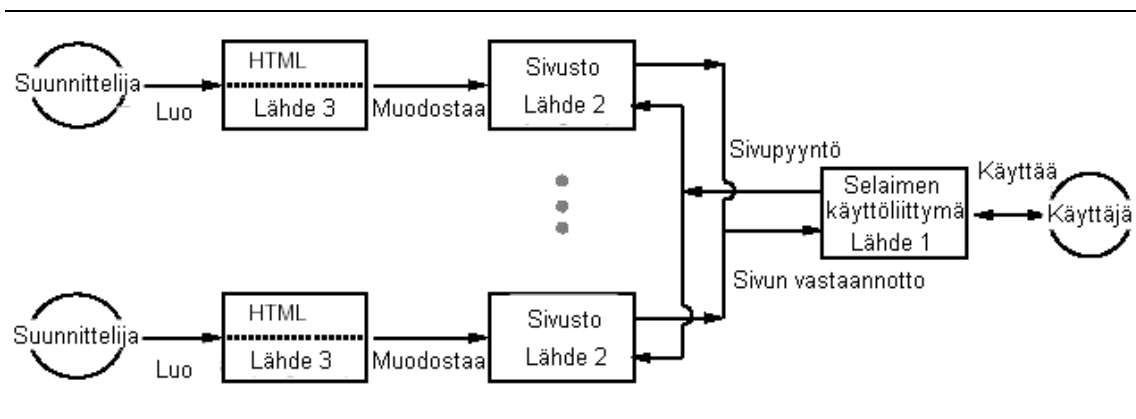 Suunnittelija
Luo
HTML
Lähde 3
Muodostaa
Sivusto
Lähde 2
Sivupyyntö
Selaimen
käyttöliittymä
Lähde 1
Käyttää
Käyttäjä
Sivun vastaannotto
Suunnittelija
Luo
HTML
Lähde 3
Muodostaa
Sivusto
Lähde 2